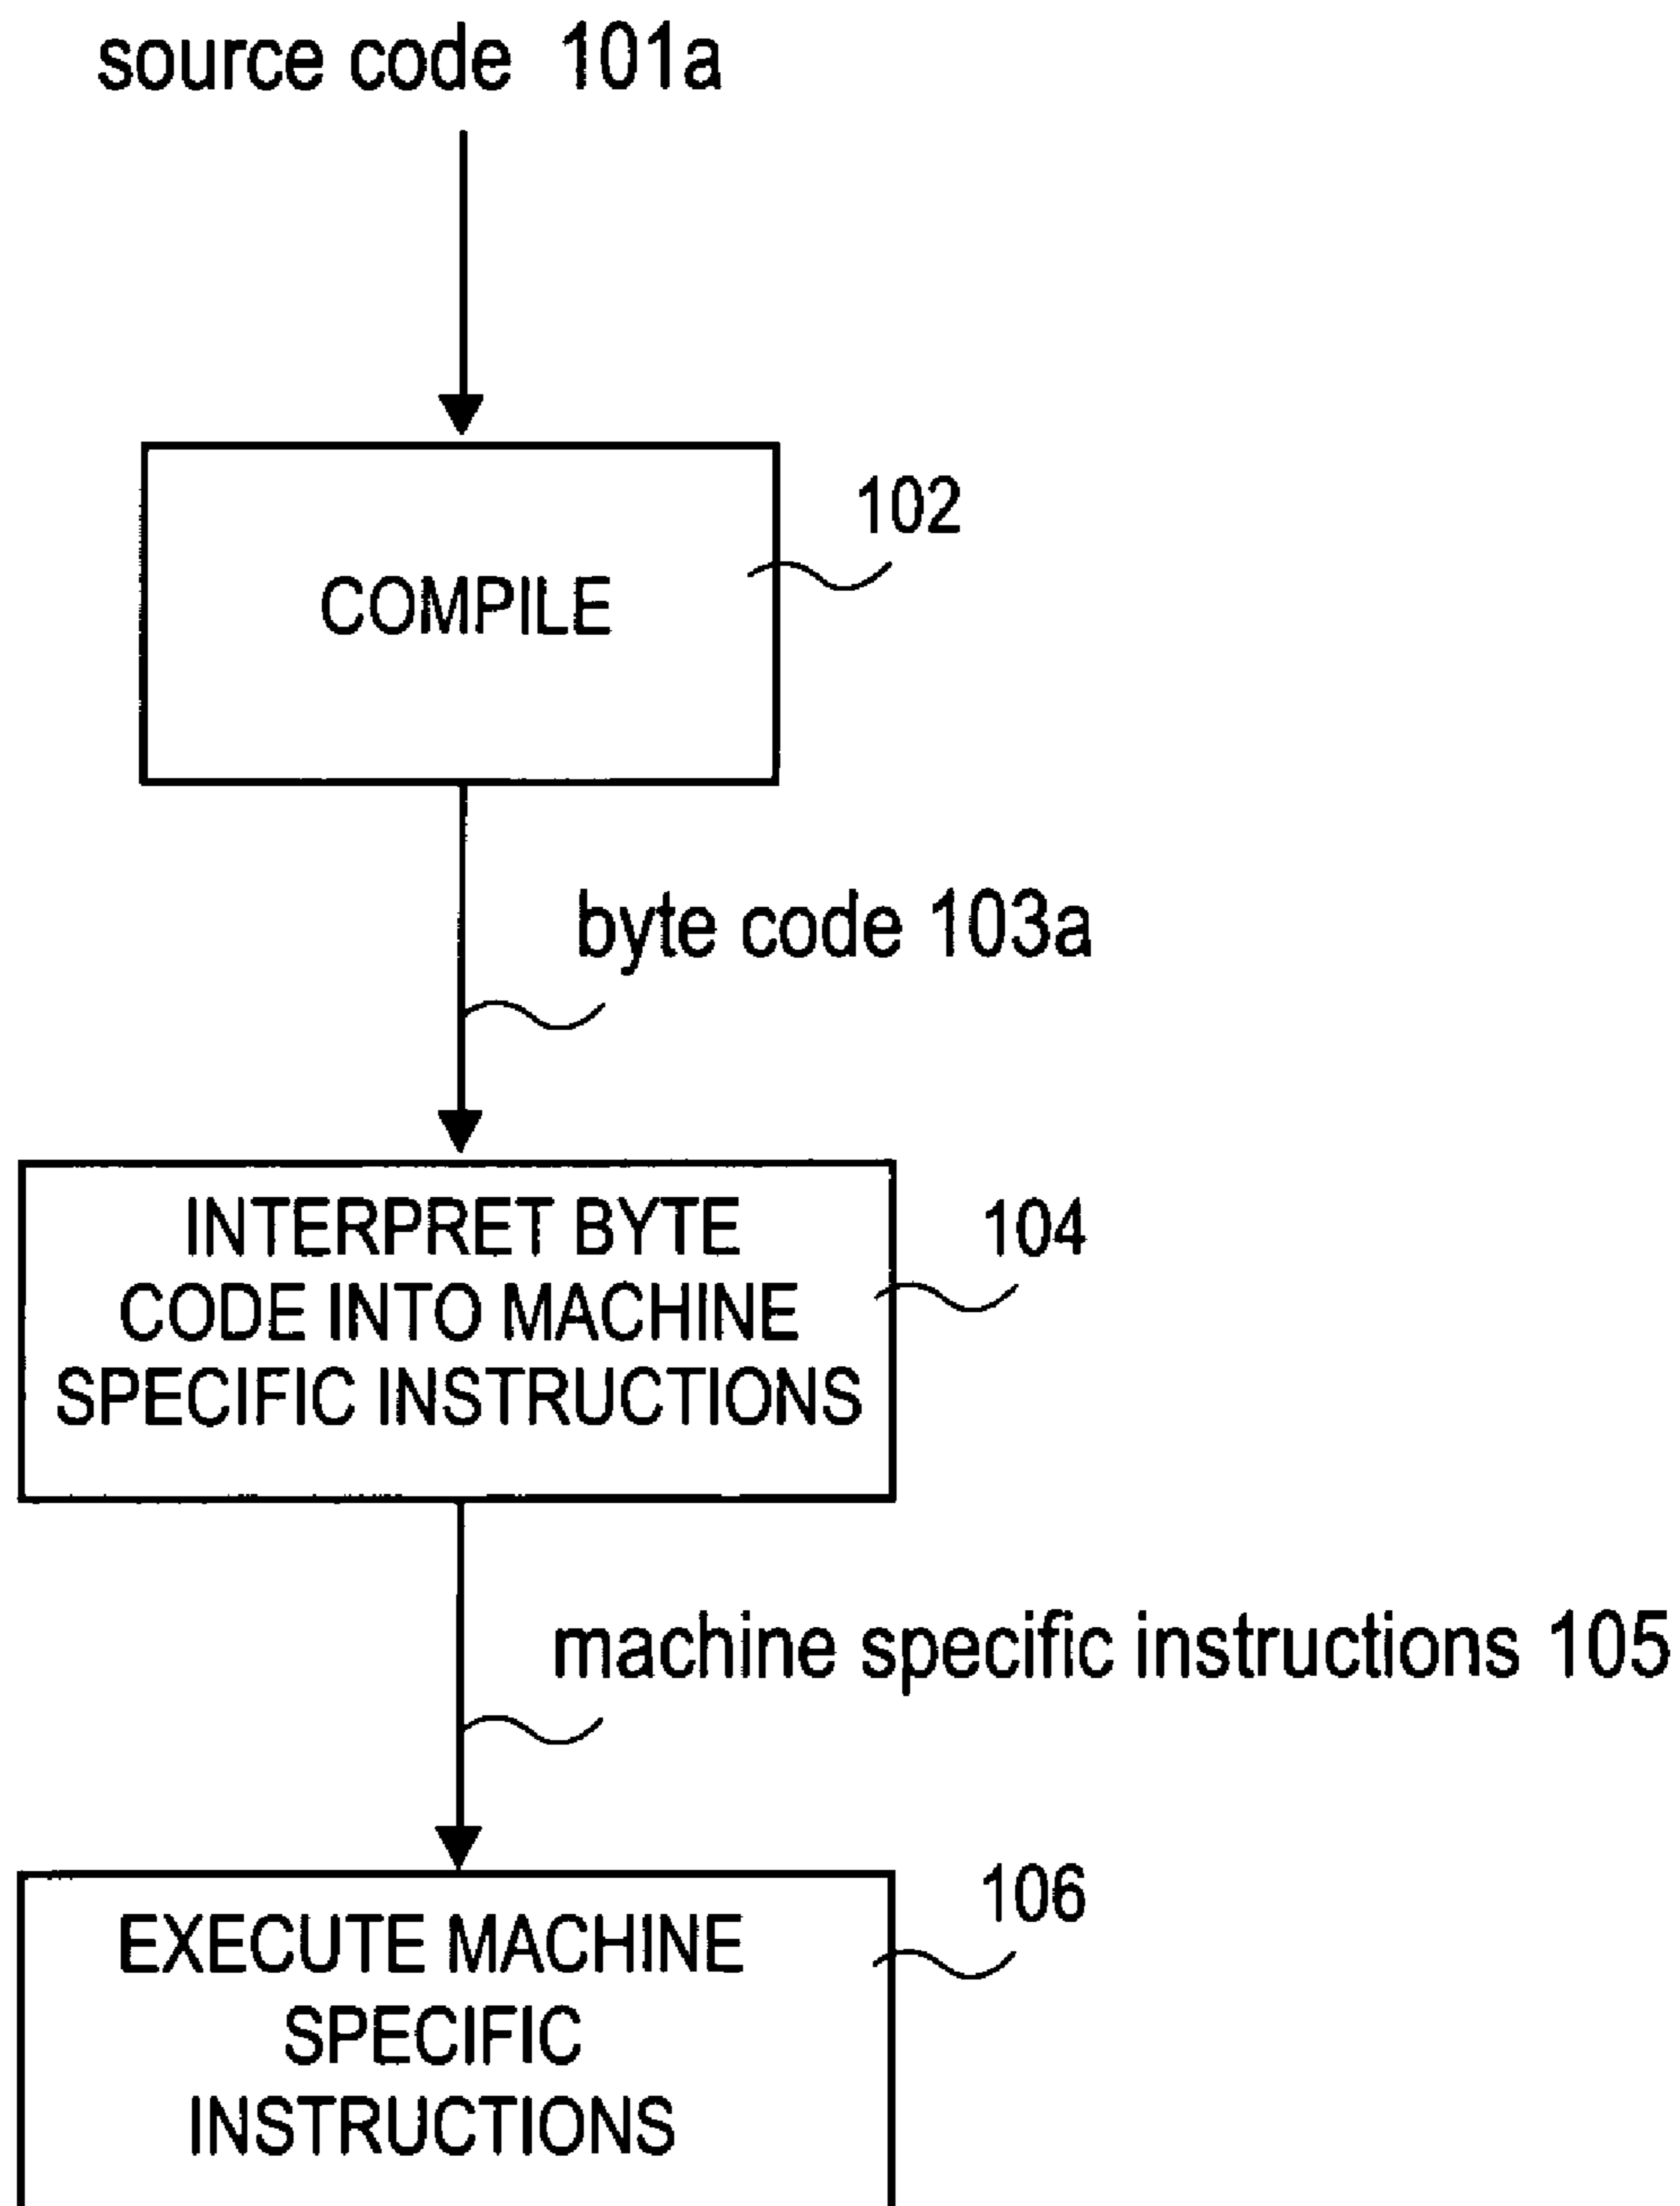 source code 101a
102
COMPILE
byte code 103a
INTERPRET BYTE
104
CODE INTO MACHINE
SPECIFIC INSTRUCTIONS
machine specific instructions 105
106
EXECUTE MACHINE
SPECIFIC
INSTRUCTIONS